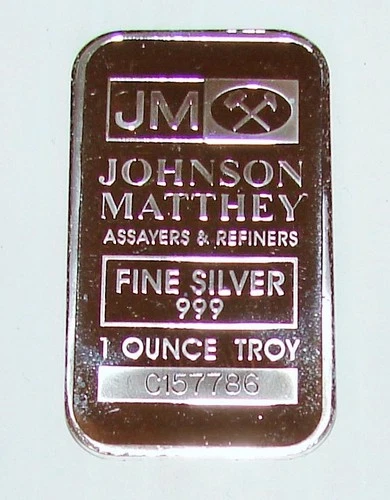 JM
JOHNSON
MATTHEY
ASSAYERS & REFINERS
FINE SILVER
999
1 OUNCE TROY
C157786